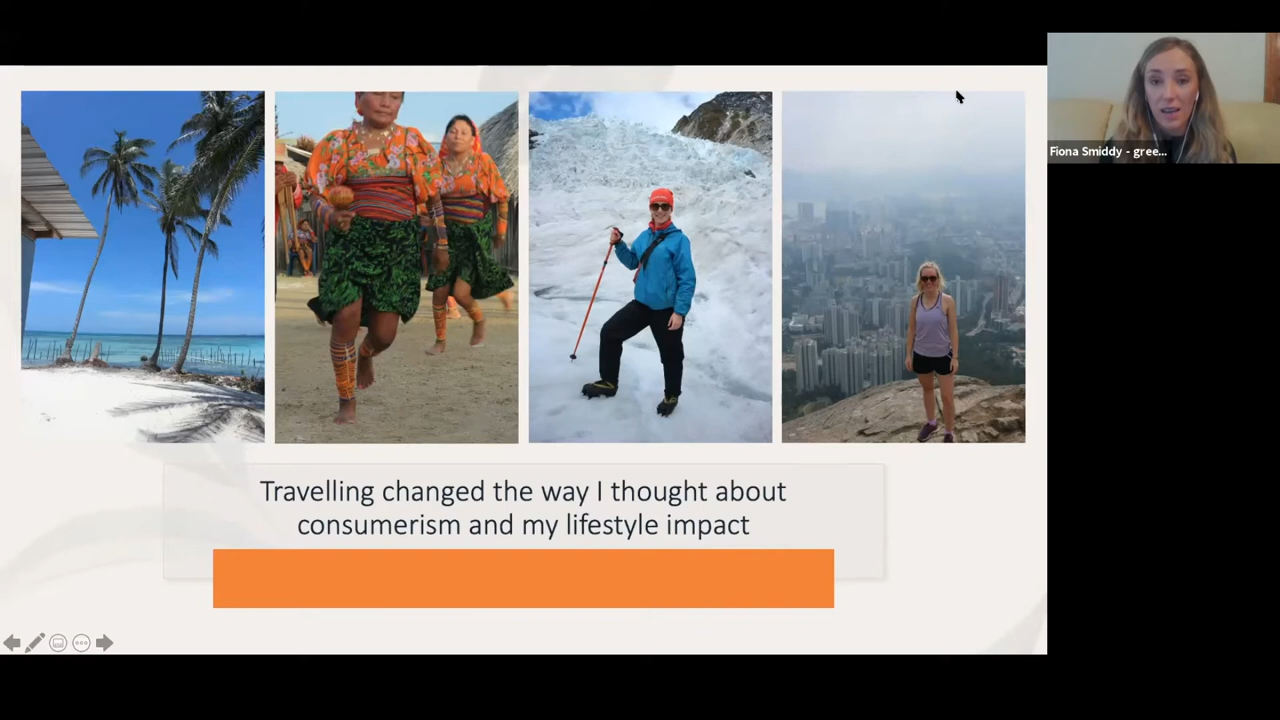 Fiona Smiddy - gree...
Travelling changed the way I thought about
consumerism and my lifestyle impact